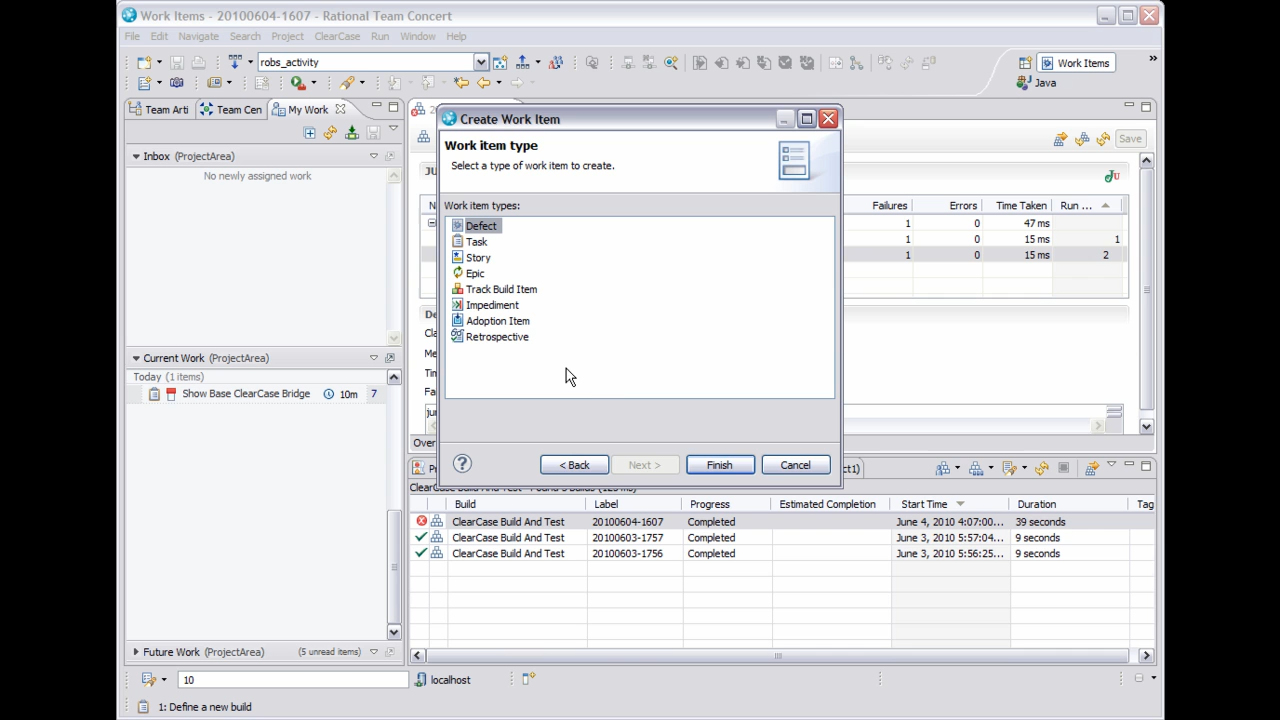 Work Items - 20100604-1607 - Rational Team Concert
File Edit Navigate Search Project ClearCase Run Window Help
robs_activity
Work Items
Java
Team Arti Team Cen My Work
Inbox (ProjectArea)
No newly assigned work
Current Work (ProjectArea)
Today (1 items)
Show Base ClearCase Bridge 10m 7
Future Work (ProjectArea) (5 unread items)
Create Work Item
Work item type
Select a type of work item to create.
Work item types:
Defect
Task
Story
Epic
Track Build Item
Impediment
Adoption Item
Retrospective
< Back Next > Finish Cancel
Save
Failures Errors Time Taken Run ...
1 0 47 ms
1 0 15 ms 1
1 0 15 ms 2
Build Label Progress Estimated Completion Start Time Duration Tag
ClearCase Build And Test 20100604-1607 Completed June 4, 2010 4:07:00... 39 seconds
ClearCase Build And Test 20100603-1757 Completed June 3, 2010 5:57:04... 9 seconds
ClearCase Build And Test 20100603-1756 Completed June 3, 2010 5:56:25... 9 seconds
10 localhost
1: Define a new build